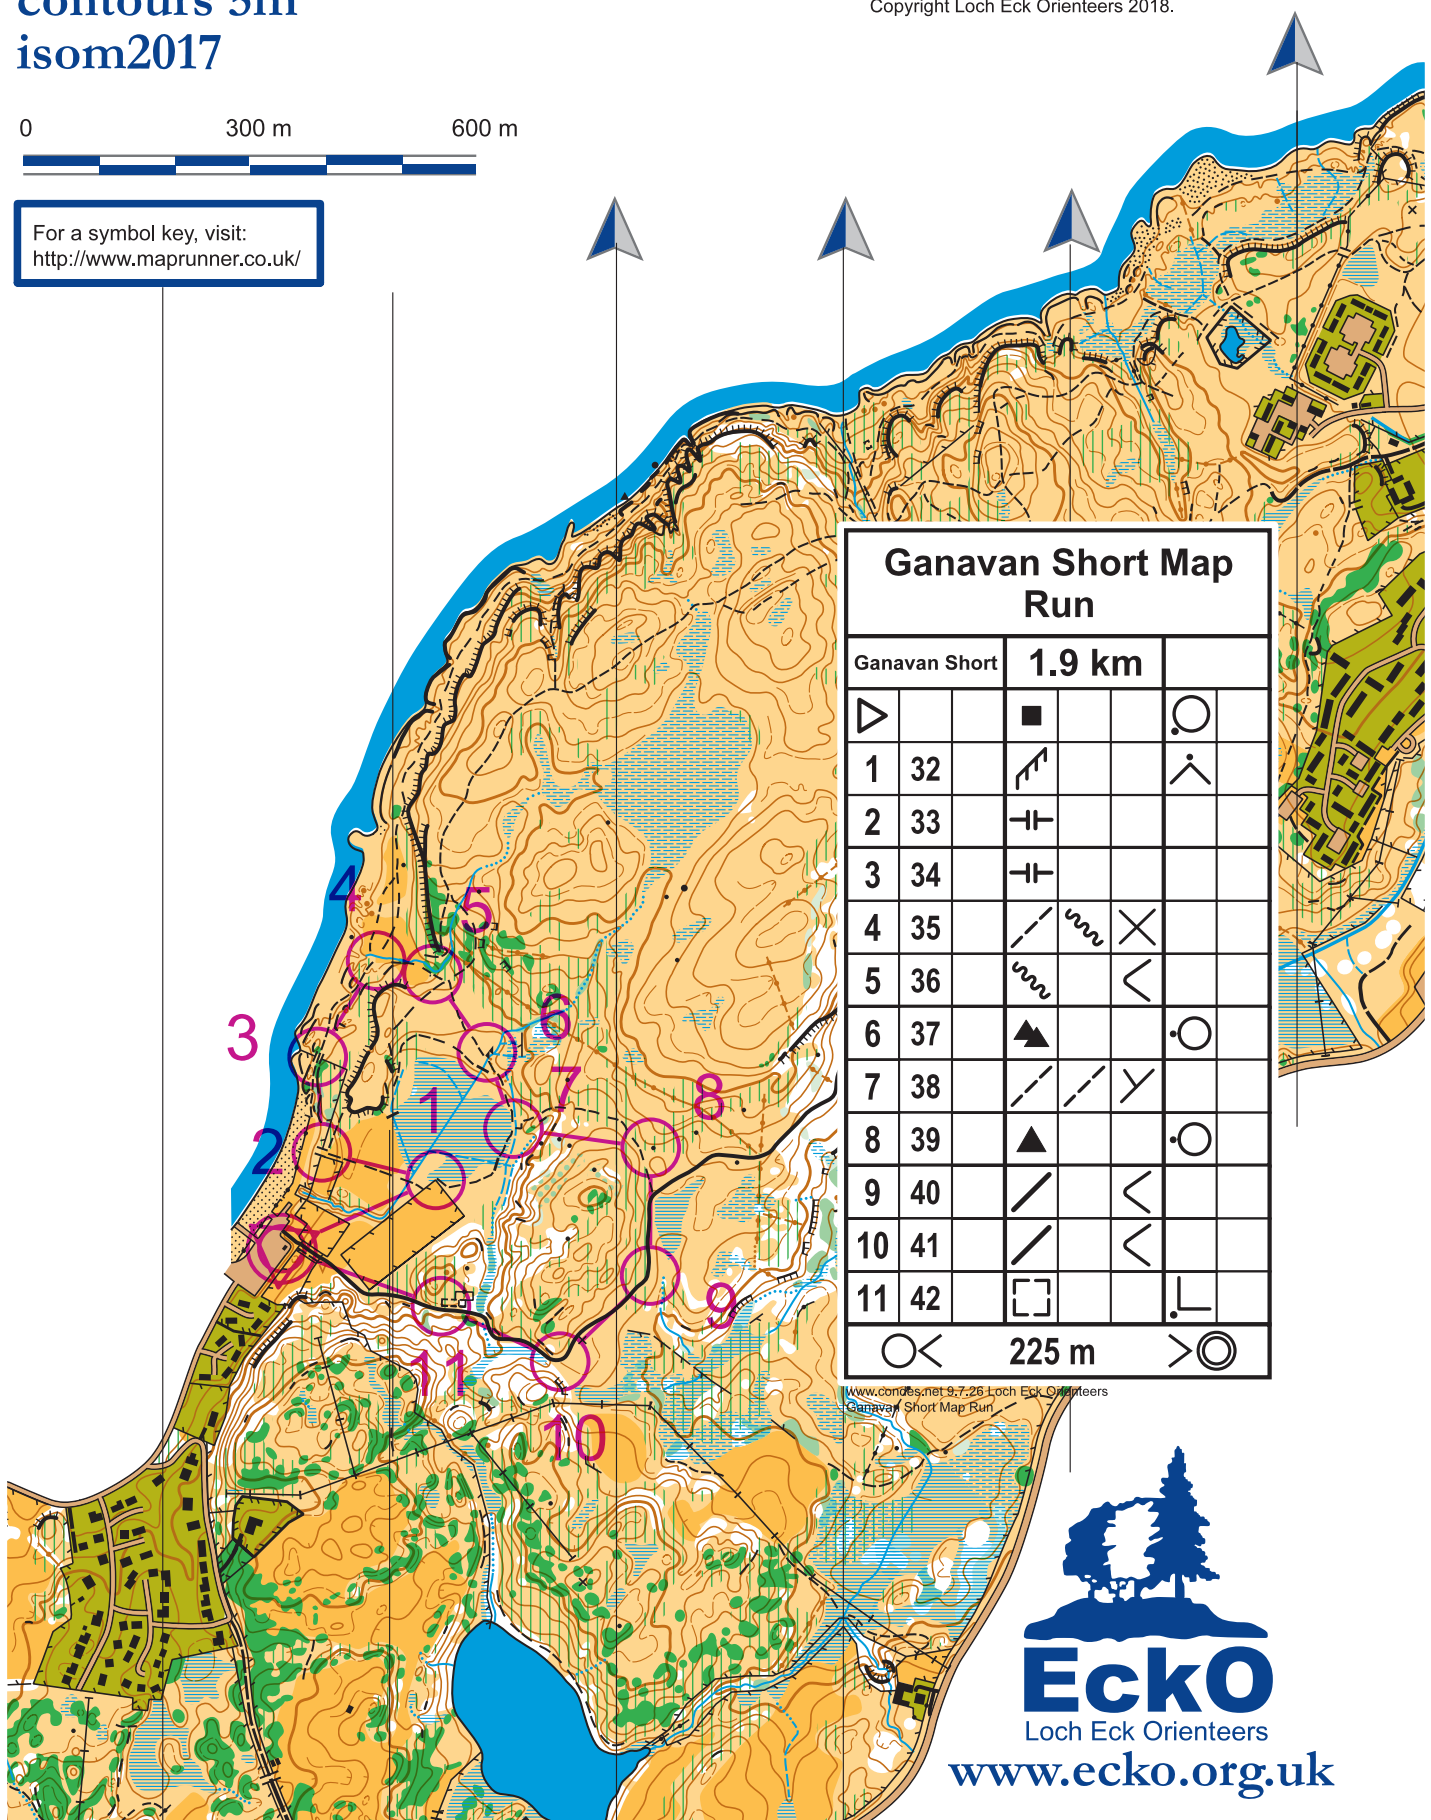 contours 5m
isom2017
Copyright Loch Eck Orienteers 2018.
0 300 m 600 m
For a symbol key, visit:
http://www.maprunner.co.uk/
Ganavan Short Map
Run
Ganavan Short 1.9 km
1 32
2 33
3 34
4 35
5 36
6 37
7 38
8 39
9 40
10 41
11 42
225 m
www.condes.net 9.7.26 Loch Eck Orienteers
Ganavan Short Map Run
4
5
3
6
7
8
1
2
9
11
10
EckO
Loch Eck Orienteers
www.ecko.org.uk